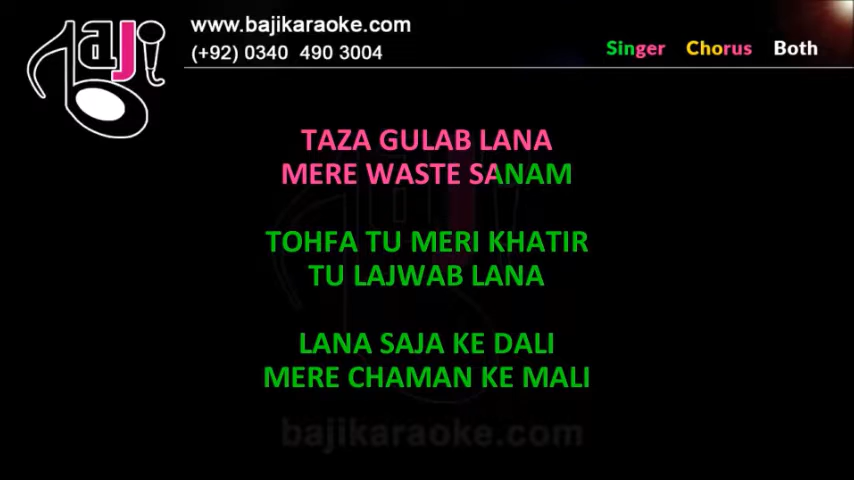 Baji
www.bajikaraoke.com
(+92) 0340 490 3004
Singer Chorus Both
TAZA GULAB LANA
MERE WASTE SANAM
TOHFA TU MERI KHATIR
TU LAJWAB LANA
LANA SAJA KE DALI
MERE CHAMAN KE MALI
bajikaraoke.com